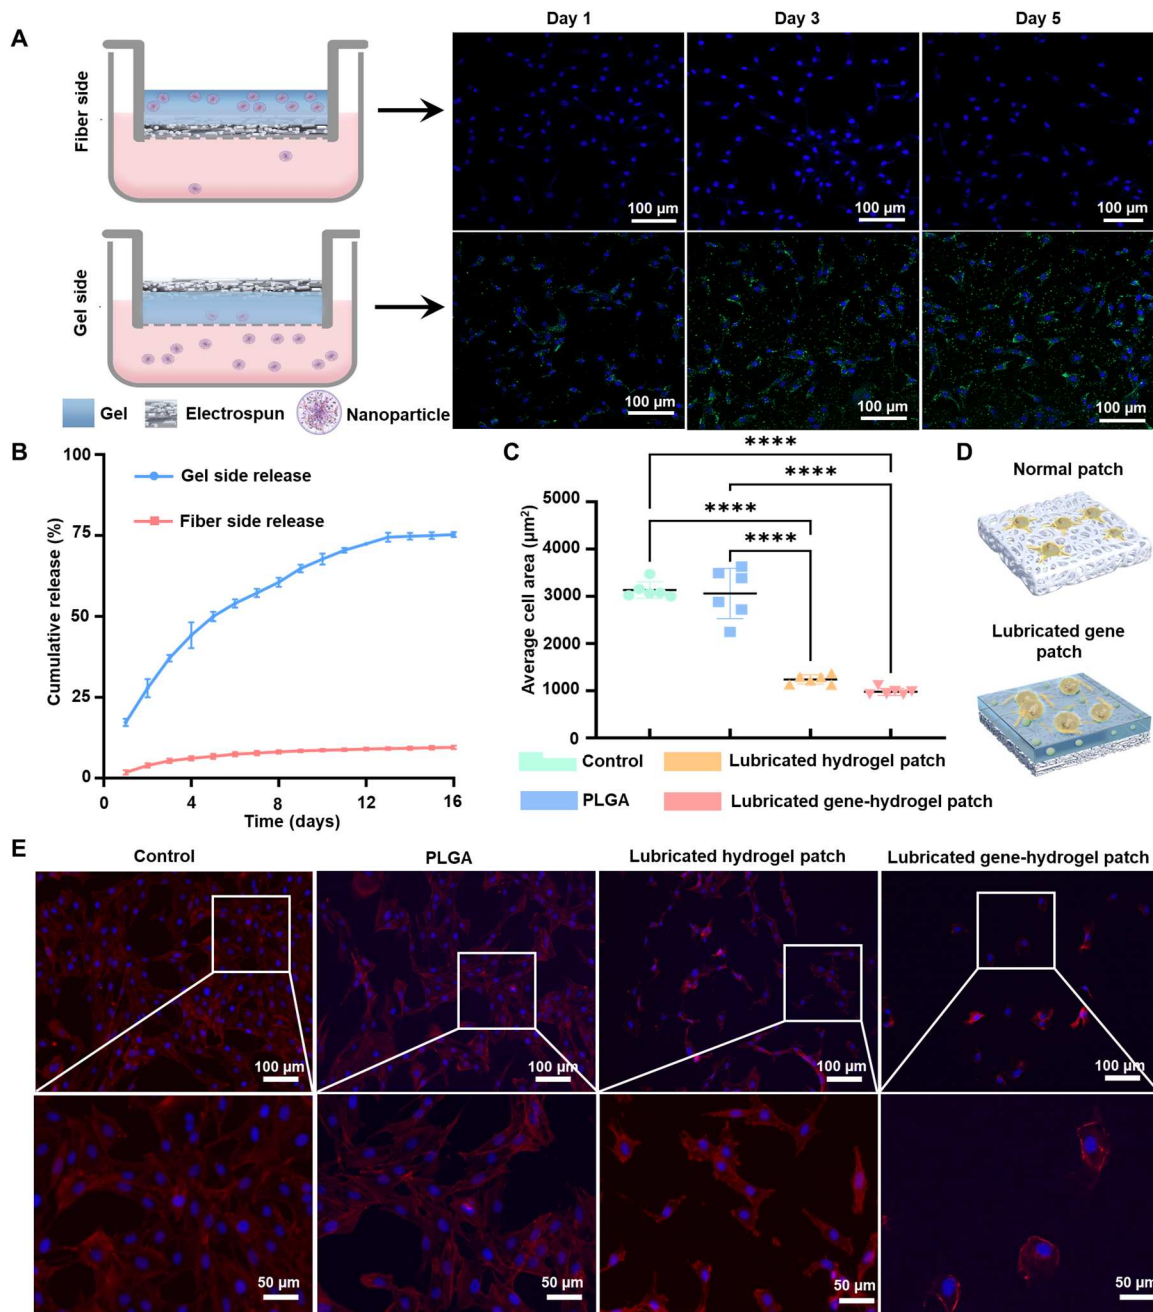 A
Day 1
Day 3
Day 5
Fiber side
100 µm
100 µm
100 µm
Gel side
100 µm
100 µm
100 µm
Gel
Electrospun
Nanoparticle
B
Cumulative release (%)
100
75
50
25
0
Gel side release
Fiber side release
0
4
8
12
16
Time (days)
C
****
****
****
****
Average cell area (µm²)
5000
4000
3000
2000
1000
0
Control
Lubricated hydrogel patch
PLGA
Lubricated gene-hydrogel patch
D
Normal patch
Lubricated gene
patch
E
Control
PLGA
Lubricated hydrogel patch
Lubricated gene-hydrogel patch
100 µm
100 µm
100 µm
100 µm
50 µm
50 µm
50 µm
50 µm